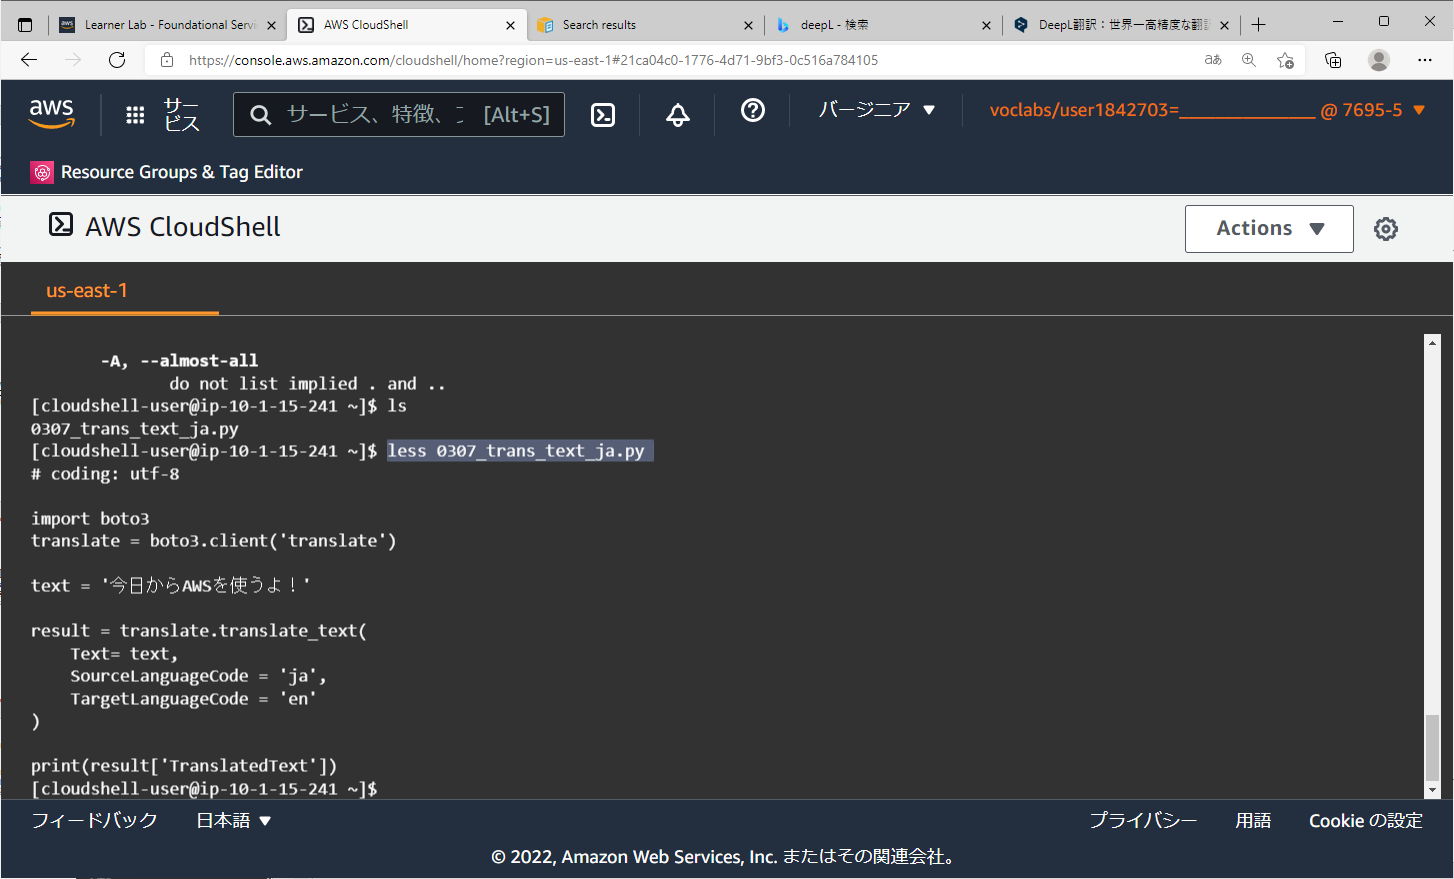 Learner Lab - Foundational Servi
AWS CloudShell
Search results
deepL - 検索
DeepL翻訳：世界一高精度な翻訳
https://console.aws.amazon.com/cloudshell/home?region=us-east-1#21ca04c0-1776-4d71-9bf3-0c516a784105
aあ
aws
サー
ビス
サービス、特徴、
[Alt+S]
バージニア ▼
voclabs/user1842703=_______________ @ 7695-5 ▼
Resource Groups & Tag Editor
AWS CloudShell
Actions ▼
us-east-1
-A, --almost-all
do not list implied . and ..
[cloudshell-user@ip-10-1-15-241 ~]$ ls
0307_trans_text_ja.py
[cloudshell-user@ip-10-1-15-241 ~]$ less 0307_trans_text_ja.py
# coding: utf-8
import boto3
translate = boto3.client('translate')
text = '今日からAWSを使うよ！'
result = translate.translate_text(
Text= text,
SourceLanguageCode = 'ja',
TargetLanguageCode = 'en'
)
print(result['TranslatedText'])
[cloudshell-user@ip-10-1-15-241 ~]$
フィードバック
日本語 ▼
プライバシー
用語
Cookie の設定
© 2022, Amazon Web Services, Inc. またはその関連会社。